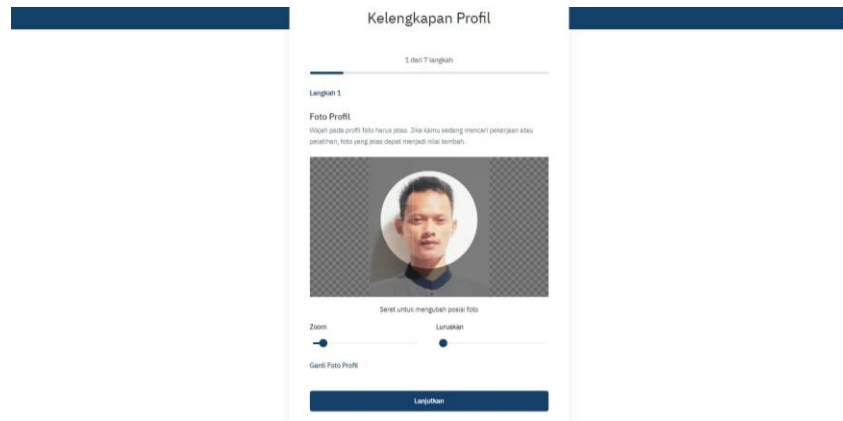 Kelengkapan Profil
1 dari 7 langkah
Langkah 1
Foto Profil
Wajah pada profil foto harus jelas. Jika kamu sedang mencari pekerjaan atau
pelatihan, foto yang jelas dapat menjadi nilai tambah.
Seret untuk mengubah posisi foto
Zoom Luruskan
Ganti Foto Profil
Lanjutkan